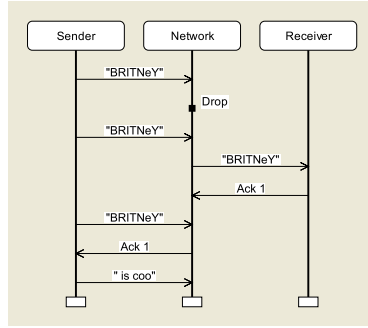 Sender Network Receiver
"BRITNeY"
Drop
"BRITNeY"
"BRITNeY"
Ack 1
"BRITNeY"
Ack 1
" is coo"